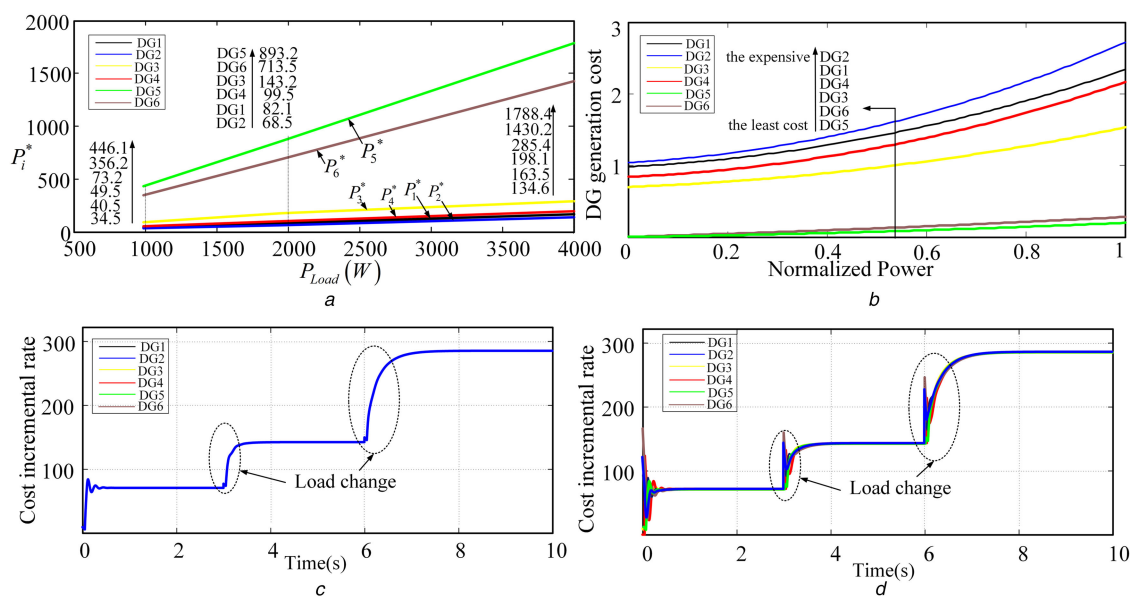 2000
1500
1000
500
0
P_i^*
DG1
DG2
DG3
DG4
DG5
DG6
DG5 893.2
DG6 713.5
DG3 143.2
DG4 99.5
DG1 82.1
DG2 68.5
446.1
356.2
73.2
49.5
40.5
34.5
1788.4
1430.2
285.4
198.1
163.5
134.6
P_5^*
P_6^*
P_3^* P_4^* P_1^* P_2^*
500 1000 1500 2000 2500 3000 3500 4000
P_Load (W)
a
DG generation cost
3
2
1
0
DG1
DG2
DG3
DG4
DG5
DG6
the expensive
the least cost
DG2
DG1
DG4
DG3
DG6
DG5
0 0.2 0.4 0.6 0.8 1
Normalized Power
b
Cost incremental rate
300
200
100
DG1
DG2
DG3
DG4
DG5
DG6
Load change
0 2 4 6 8 10
Time(s)
c
Cost incremental rate
300
200
100
DG1
DG2
DG3
DG4
DG5
DG6
Load change
0 2 4 6 8 10
Time(s)
d